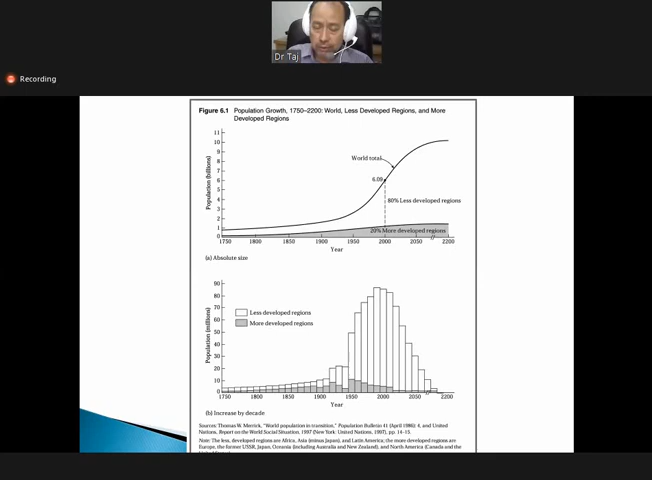 Dr Taj
Recording
Figure 6.1 Population Growth, 1750–2200: World, Less Developed Regions, and More
Developed Regions
Population (billions)
11
10
9
8
7
6
5
4
3
2
1
0
World total
6.09
80% Less developed regions
20% More developed regions
1750 1800 1850 1900 1950 2000 2050 2100 2200
Year
(a) Absolute size
Population (millions)
90
80
70
60
50
40
30
20
10
0
Less developed regions
More developed regions
1750 1800 1850 1900 1950 2000 2050 2100 2200
Year
(b) Increase by decade
Sources: Thomas W. Merrick, "World population in transition," Population Bulletin 41 (April 1986): 4, and United
Nations, Report on the World Social Situation, 1997 (New York: United Nations, 1997), pp. 14–15.
Note: The less, developed regions are Africa, Asia (minus Japan), and Latin America; the more developed regions are
Europe, the former USSR, Japan, Oceania (including Australia and New Zealand), and North America (Canada and the